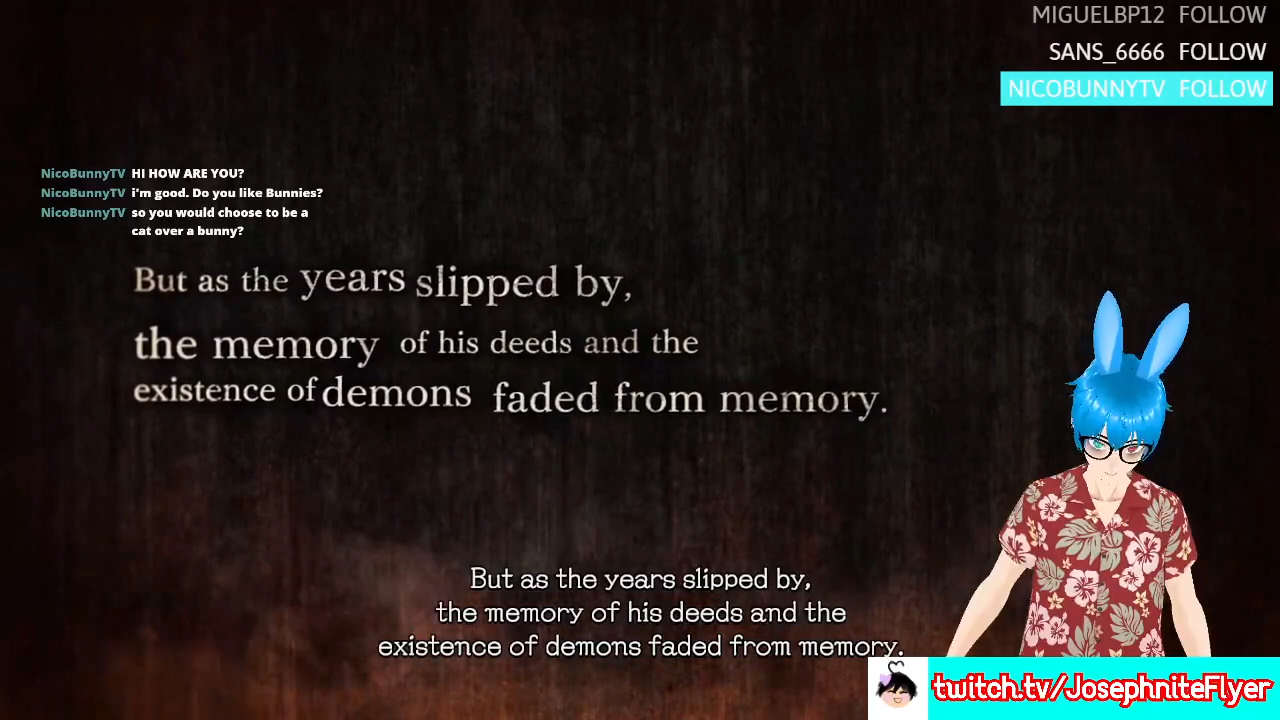 MIGUELBP12 FOLLOW
SANS_6666 FOLLOW
NICOBUNNYTV FOLLOW
NicoBunnyTV HI HOW ARE YOU?
NicoBunnyTV i'm good. Do you like Bunnies?
NicoBunnyTV so you would choose to be a
cat over a bunny?
But as the years slipped by,
the memory of his deeds and the
existence of demons faded from memory.
But as the years slipped by,
the memory of his deeds and the
existence of demons faded from memory.
twitch.tv/JosephniteFlyer